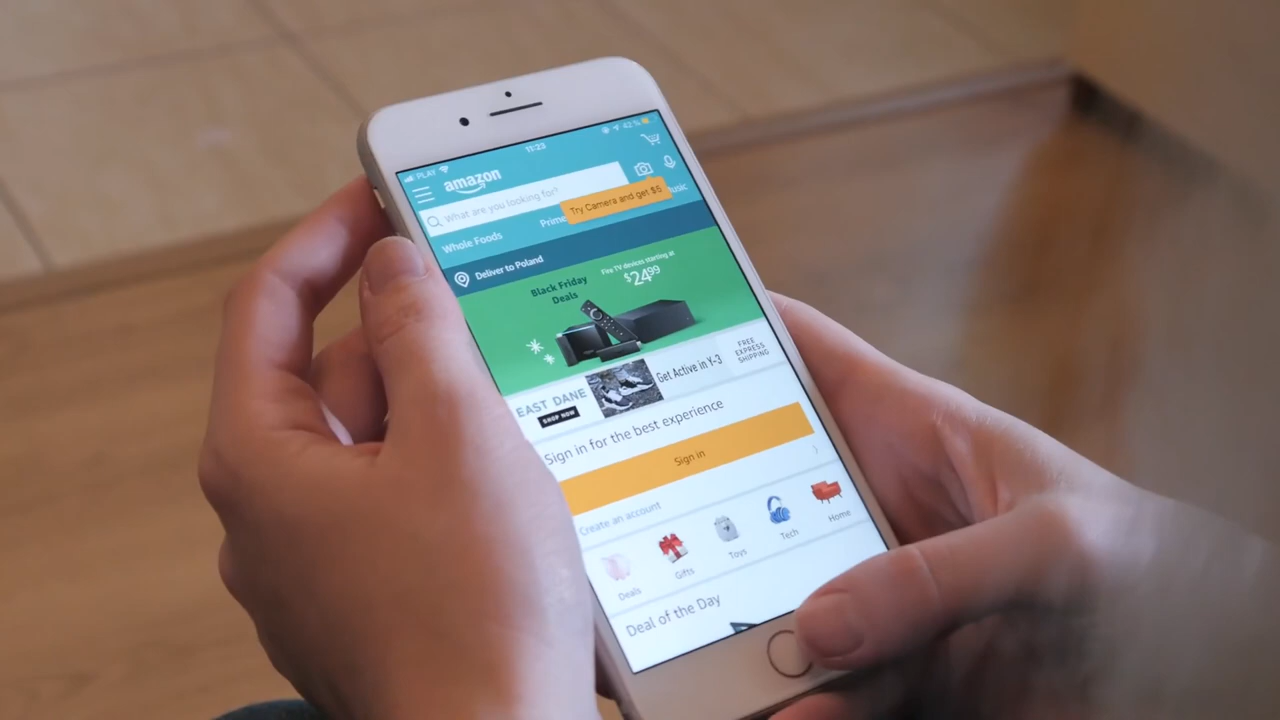 PLAY
11:23
42 %
amazon
What are you looking for?
Try Camera and get $5
Whole Foods
Prime
usic
Deliver to Poland
Black Friday
Deals
Fire TV devices starting at
$24.99
EAST DANE
SHOP NOW
Get Active in Y-3
FREE
EXPRESS
SHIPPING
Sign in for the best experience
Sign in
Create an account
Deals
Gifts
Toys
Tech
Home
Deal of the Day